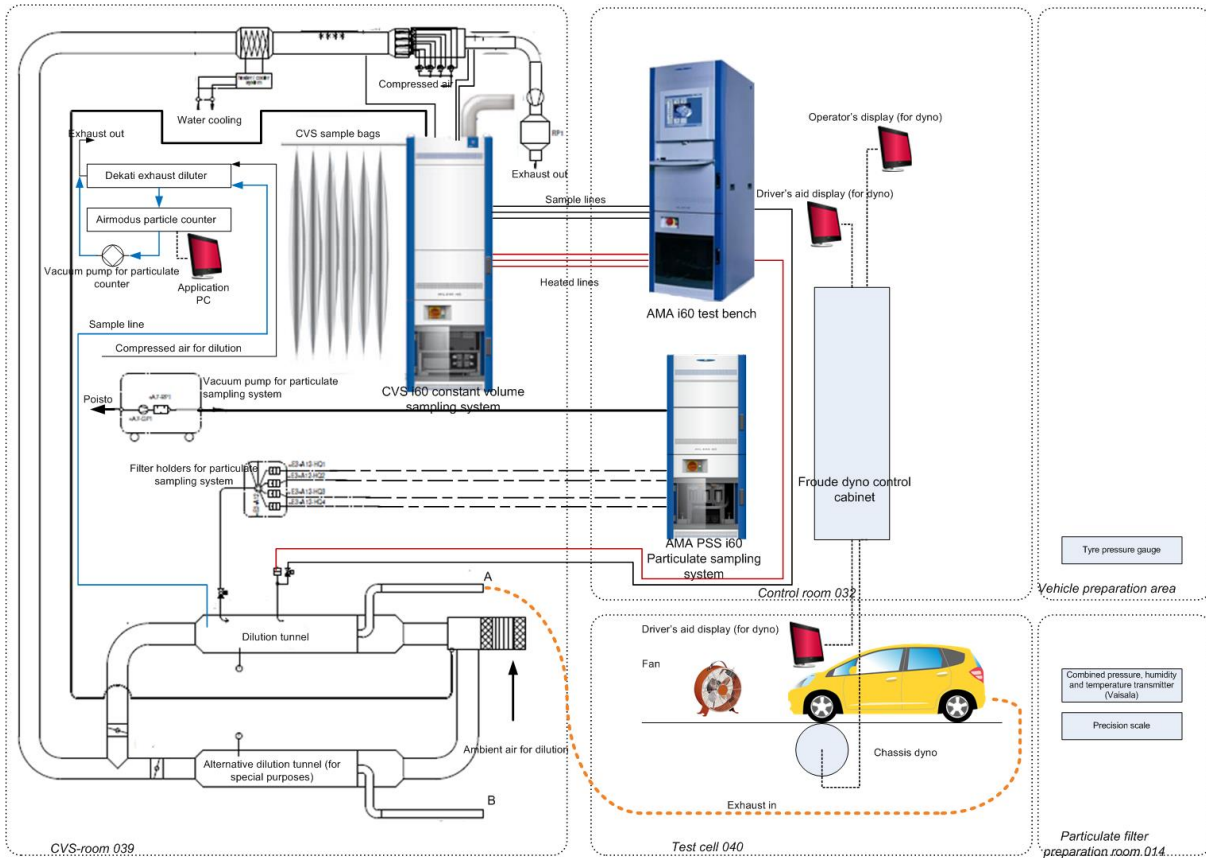 Compressed air
Water cooling
Exhaust out
CVS sample bags
RP1
Exhaust out
Dekati exhaust diluter
Airmodus particle counter
Vacuum pump for particulate
counter
Application
PC
Sample line
Compressed air for dilution
Sample lines
Heated lines
CVS i60 constant volume
sampling system
Vacuum pump for particulate
sampling system
Poisto
Filter holders for particulate
sampling system
A
Dilution tunnel
Ambient air for dilution
Alternative dilution tunnel (for
special purposes)
B
CVS-room 039
AMA i60 test bench
Operator's display (for dyno)
Driver's aid display (for dyno)
Froude dyno control
cabinet
AMA PSS i60
Particulate sampling
system
Control room 032
Tyre pressure gauge
Vehicle preparation area
Driver's aid display (for dyno)
Fan
Chassis dyno
Exhaust in
Test cell 040
Combined pressure, humidity
and temperature transmitter
(Vaisala)
Precision scale
Particulate filter
preparation room 014